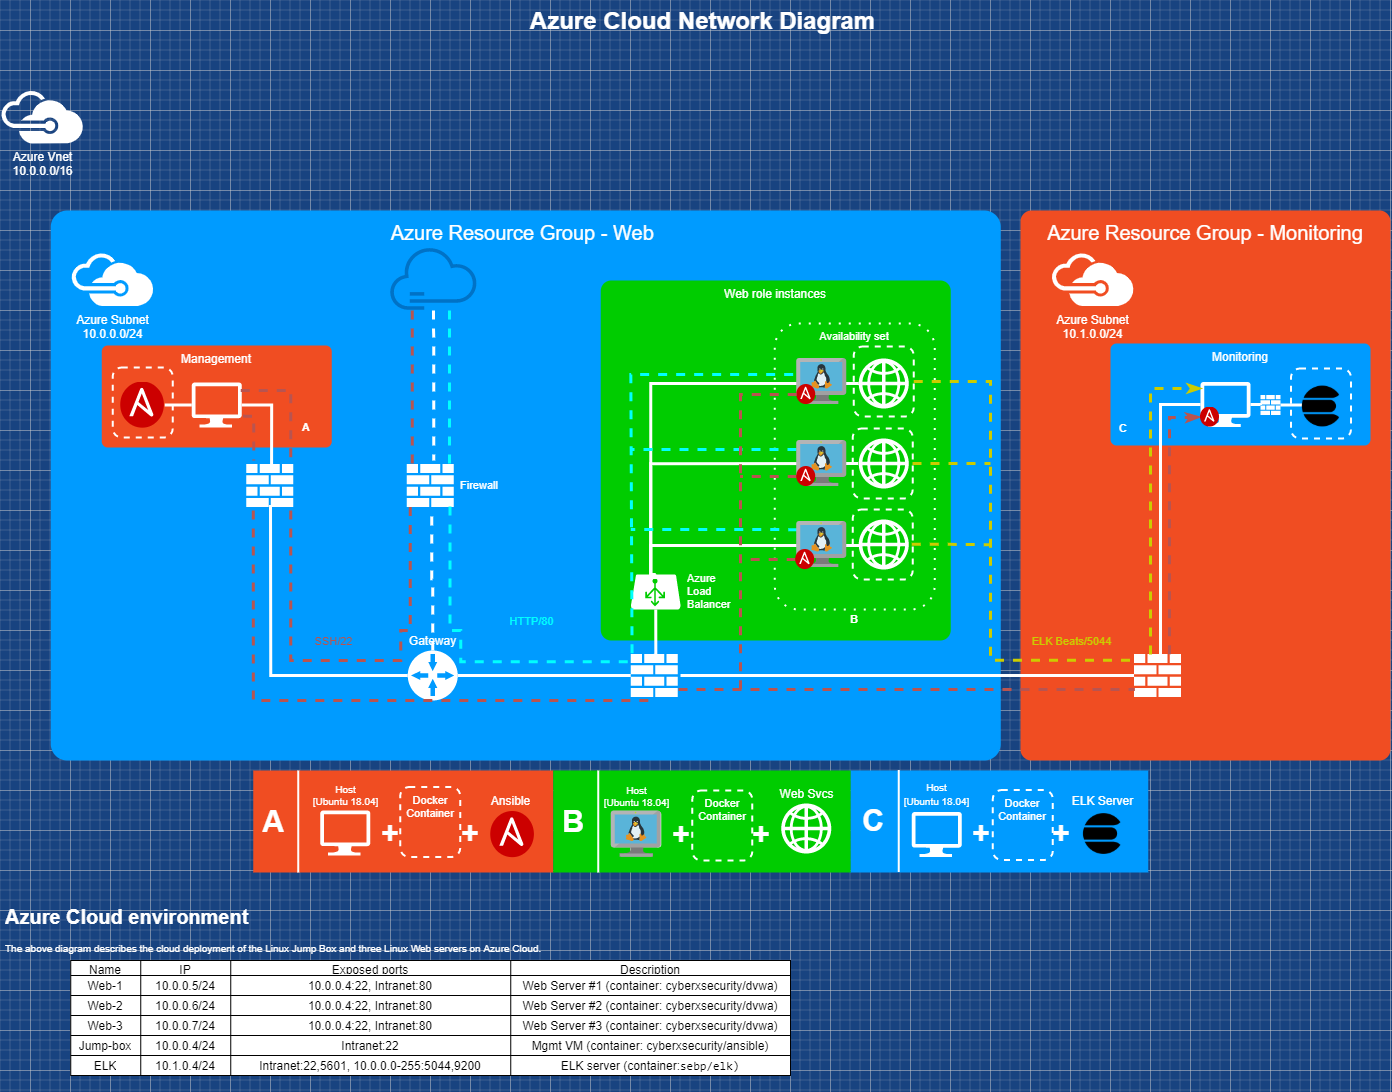 Azure Cloud Network Diagram
Azure Vnet
10.0.0.0/16
Azure Resource Group - Web
Azure Subnet
10.0.0.0/24
Management
A
Firewall
SSH/22
Gateway
HTTP/80
Web role instances
Availability set
Azure
Load
Balancer
B
Azure Resource Group - Monitoring
Azure Subnet
10.1.0.0/24
Monitoring
C
ELK Beats/5044
A
Host
[Ubuntu 18.04]
+
Docker
Container
+
Ansible
B
Host
[Ubuntu 18.04]
+
Docker
Container
+
Web Svcs
C
Host
[Ubuntu 18.04]
+
Docker
Container
+
ELK Server
Azure Cloud environment
The above diagram describes the cloud deployment of the Linux Jump Box and three Linux Web servers on Azure Cloud.
Name IP Exposed ports Description
Web-1 10.0.0.5/24 10.0.0.4:22, Intranet:80 Web Server #1 (container: cyberxsecurity/dvwa)
Web-2 10.0.0.6/24 10.0.0.4:22, Intranet:80 Web Server #2 (container: cyberxsecurity/dvwa)
Web-3 10.0.0.7/24 10.0.0.4:22, Intranet:80 Web Server #3 (container: cyberxsecurity/dvwa)
Jump-box 10.0.0.4/24 Intranet:22 Mgmt VM (container: cyberxsecurity/ansible)
ELK 10.1.0.4/24 Intranet:22,5601, 10.0.0.0-255:5044,9200 ELK server (container:sebp/elk)